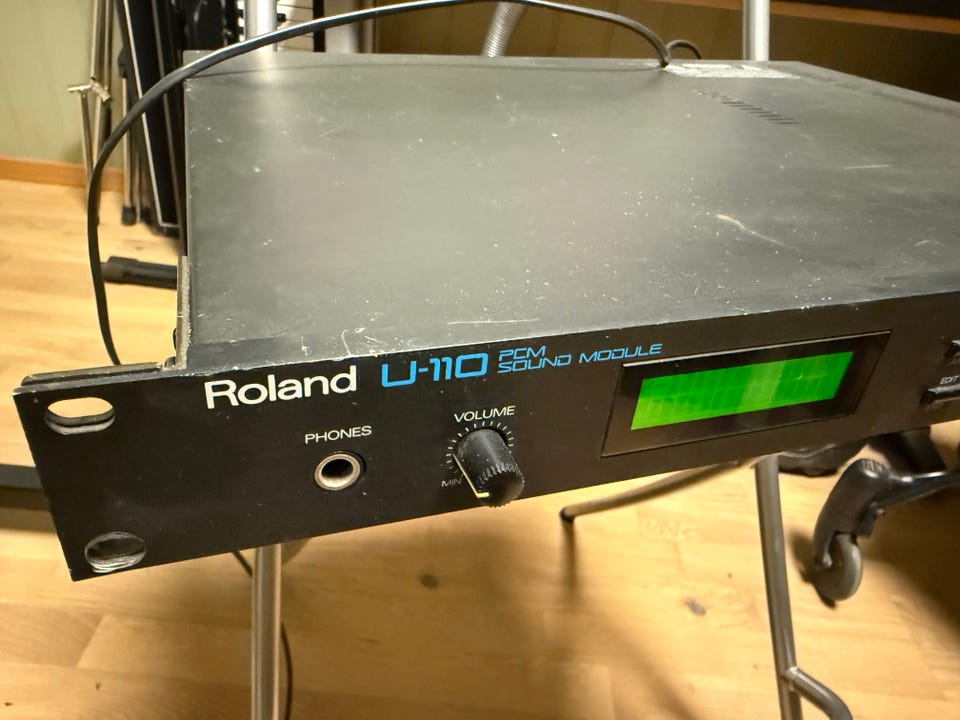 Roland U-110 PCM
SOUND MODULE
PHONES
VOLUME
MIN
EDIT